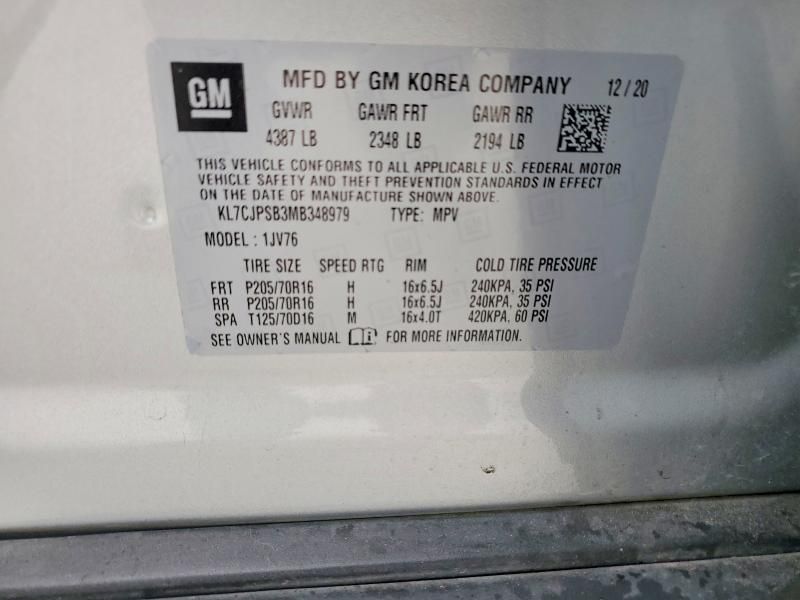 GM MFD BY GM KOREA COMPANY 12/20
GVWR GAWR FRT GAWR RR
4387 LB 2348 LB 2194 LB
THIS VEHICLE CONFORMS TO ALL APPLICABLE U.S. FEDERAL MOTOR
VEHICLE SAFETY AND THEFT PREVENTION STANDARDS IN EFFECT
ON THE DATE OF MANUFACTURE SHOWN ABOVE.
KL7CJPSB3MB348979 TYPE: MPV
MODEL : 1JV76
TIRE SIZE SPEED RTG RIM COLD TIRE PRESSURE
FRT P205/70R16 H 16x6.5J 240KPA, 35 PSI
RR P205/70R16 H 16x6.5J 240KPA, 35 PSI
SPA T125/70D16 M 16x4.0T 420KPA, 60 PSI
SEE OWNER'S MANUAL FOR MORE INFORMATION.